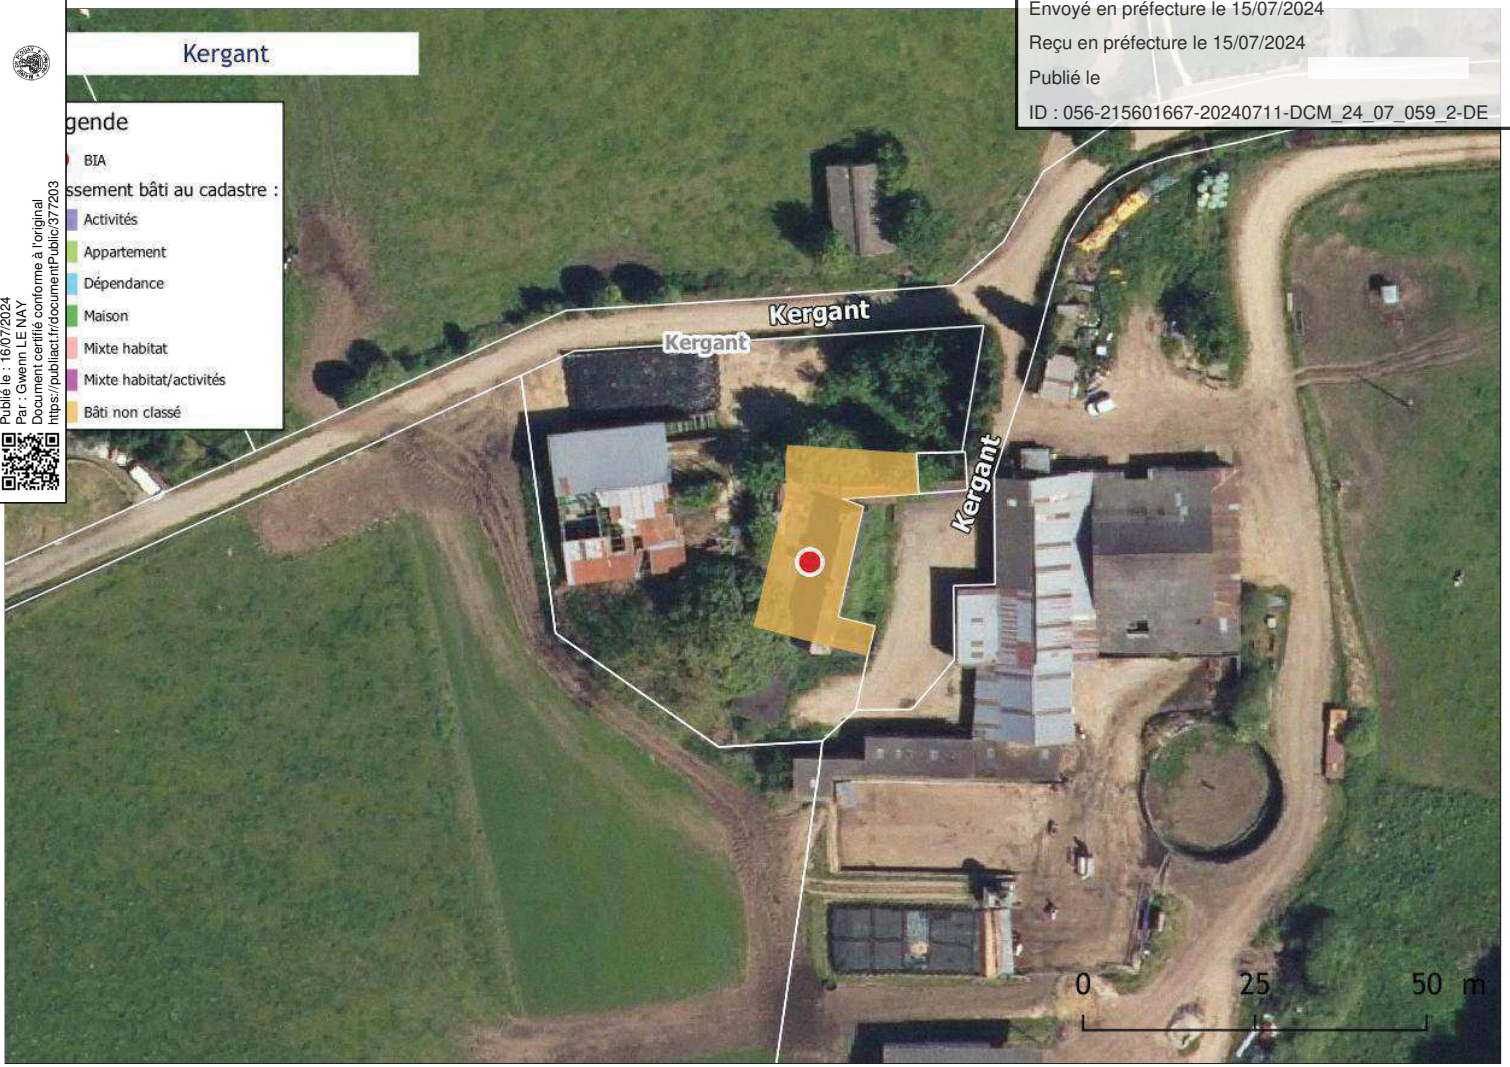 Kergant
Envoyé en préfecture le 15/07/2024
Reçu en préfecture le 15/07/2024
Publié le
ID : 056-215601667-20240711-DCM_24_07_059_2-DE
gende
BIA
ssement bâti au cadastre :
Activités
Appartement
Dépendance
Maison
Mixte habitat
Mixte habitat/activités
Bâti non classé
Publié le : 16/07/2024
Par : Gwenn LE NAY
Document certifié conforme à l'original
https://publiact.fr/documentPublic/377203
Kergant
Kergant
Kergant
0 25 50 m